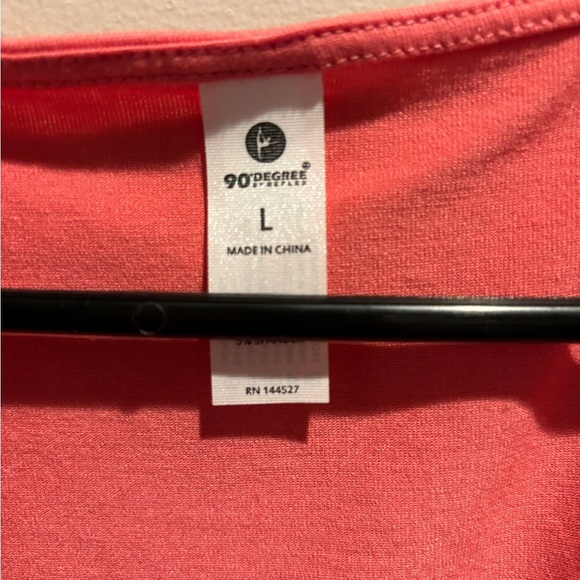 90°DEGREE
BY REFLEX
L
MADE IN CHINA
RN 144527